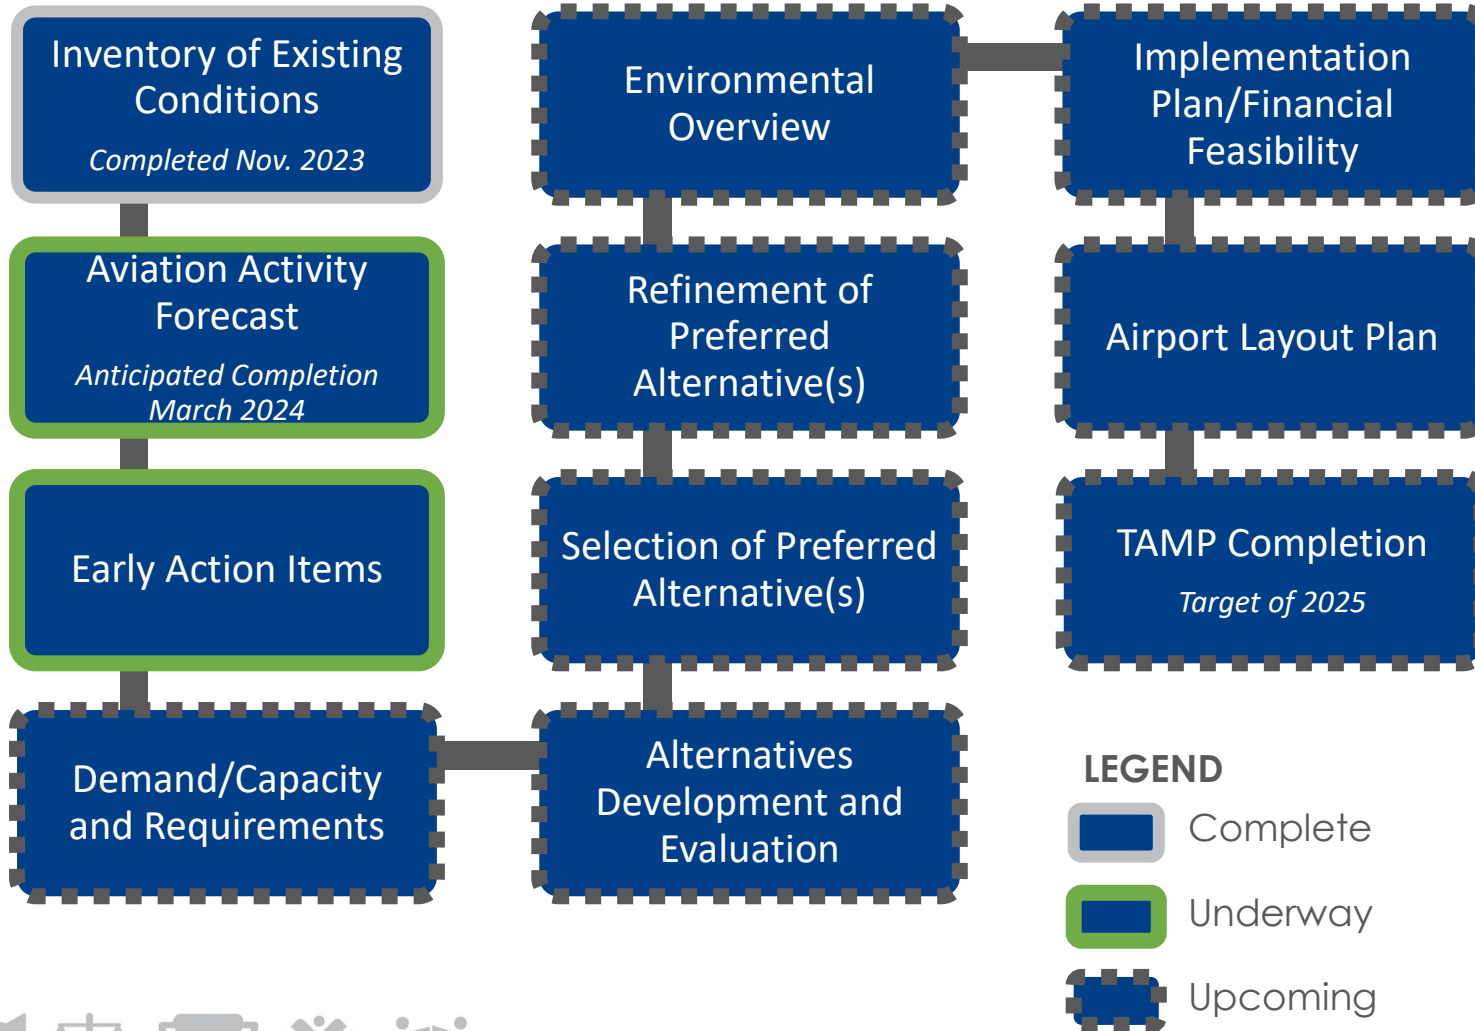 Inventory of Existing
Conditions
Completed Nov. 2023
Aviation Activity
Forecast
Anticipated Completion
March 2024
Early Action Items
Demand/Capacity
and Requirements
Environmental
Overview
Refinement of
Preferred
Alternative(s)
Selection of Preferred
Alternative(s)
Alternatives
Development and
Evaluation
Implementation
Plan/Financial
Feasibility
Airport Layout Plan
TAMP Completion
Target of 2025
LEGEND
Complete
Underway
Upcoming